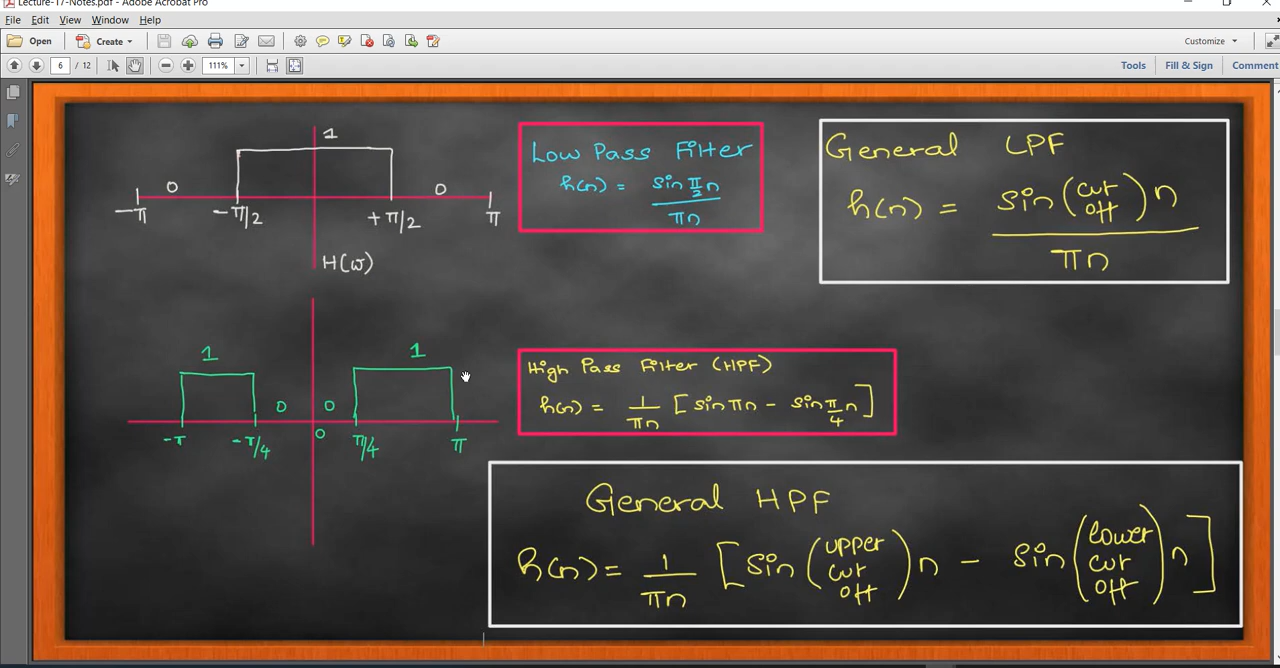 Lecture-17-Notes.pdf - Adobe Acrobat Pro
File Edit View Window Help
Open Create Customize
6 / 12 111% Tools Fill & Sign Comment
1
0 0
-π -π/2 +π/2 π
H(ω)
Low Pass Filter
h(n) = sin π/2 n / πn
General LPF
h(n) = sin(cut off)n / πn
1 1
0 0
-π -π/4 0 π/4 π
High Pass Filter (HPF)
h(n) = 1/πn [sinπn - sin π/4 n]
General HPF
h(n) = 1/πn [sin(upper cut off)n - sin(lower cut off)n]